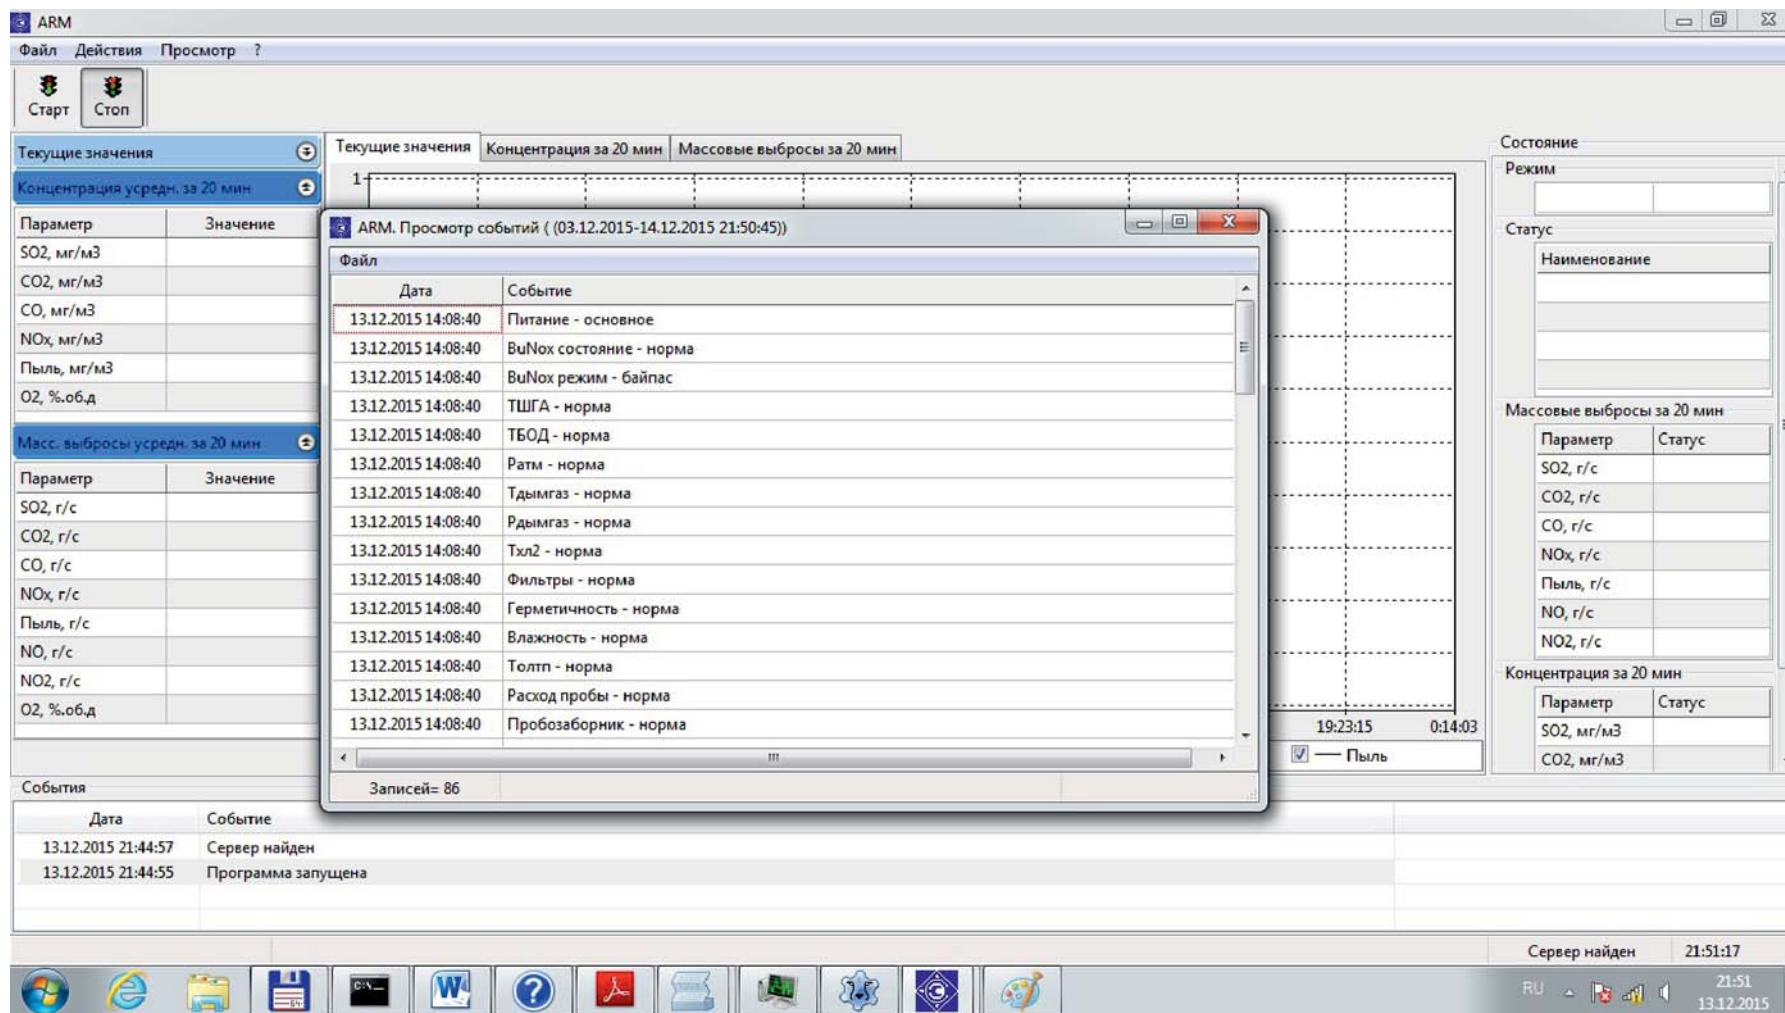 ARM
Файл Действия Просмотр ?
Старт Стоп
Текущие значения
Концентрация усредн. за 20 мин
Параметр Значение
SO2, мг/м3
CO2, мг/м3
CO, мг/м3
NOx, мг/м3
Пыль, мг/м3
O2, %.об.д
Масс. выбросы усредн. за 20 мин
Параметр Значение
SO2, г/с
CO2, г/с
CO, г/с
NOx, г/с
Пыль, г/с
NO, г/с
NO2, г/с
O2, %.об.д
Текущие значения Концентрация за 20 мин Массовые выбросы за 20 мин
1
19:23:15 0:14:03
Пыль
ARM. Просмотр событий ( (03.12.2015-14.12.2015 21:50:45))
Файл
Дата Событие
13.12.2015 14:08:40 Питание - основное
13.12.2015 14:08:40 BuNox состояние - норма
13.12.2015 14:08:40 BuNox режим - байпас
13.12.2015 14:08:40 ТШГА - норма
13.12.2015 14:08:40 ТБОД - норма
13.12.2015 14:08:40 Ратм - норма
13.12.2015 14:08:40 Тдымгаз - норма
13.12.2015 14:08:40 Рдымгаз - норма
13.12.2015 14:08:40 Тхл2 - норма
13.12.2015 14:08:40 Фильтры - норма
13.12.2015 14:08:40 Герметичность - норма
13.12.2015 14:08:40 Влажность - норма
13.12.2015 14:08:40 Толтп - норма
13.12.2015 14:08:40 Расход пробы - норма
13.12.2015 14:08:40 Пробозаборник - норма
Записей= 86
Состояние
Режим
Статус
Наименование
Массовые выбросы за 20 мин
Параметр Статус
SO2, г/с
CO2, г/с
CO, г/с
NOx, г/с
Пыль, г/с
NO, г/с
NO2, г/с
Концентрация за 20 мин
Параметр Статус
SO2, мг/м3
CO2, мг/м3
События
Дата Событие
13.12.2015 21:44:57 Сервер найден
13.12.2015 21:44:55 Программа запущена
Сервер найден 21:51:17
C:\
64
W
?
RU
21:51
13.12.2015